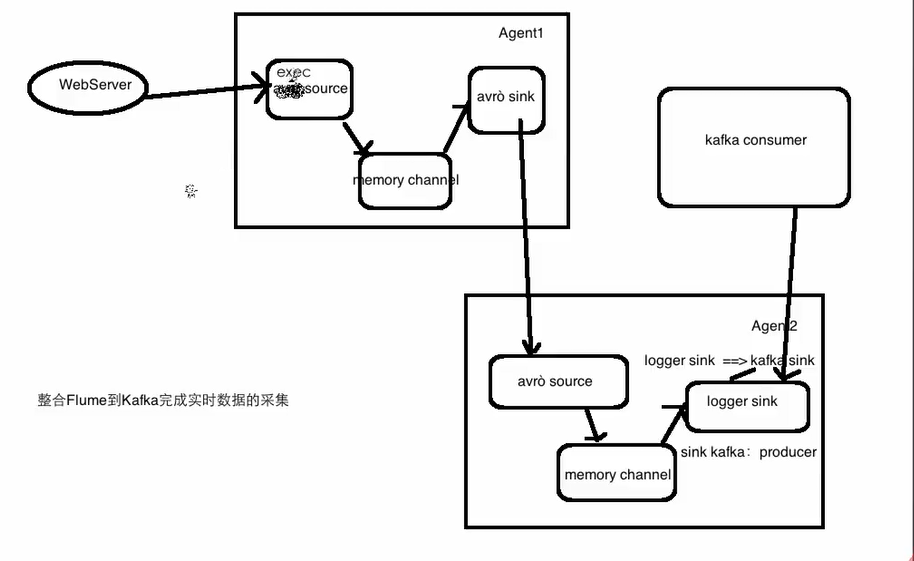 Agent1
WebServer
exec
source
avrò sink
memory channel
kafka consumer
Agent2
logger sink ==> kafka sink
avrò source
logger sink
sink kafka：producer
memory channel
整合Flume到Kafka完成实时数据的采集